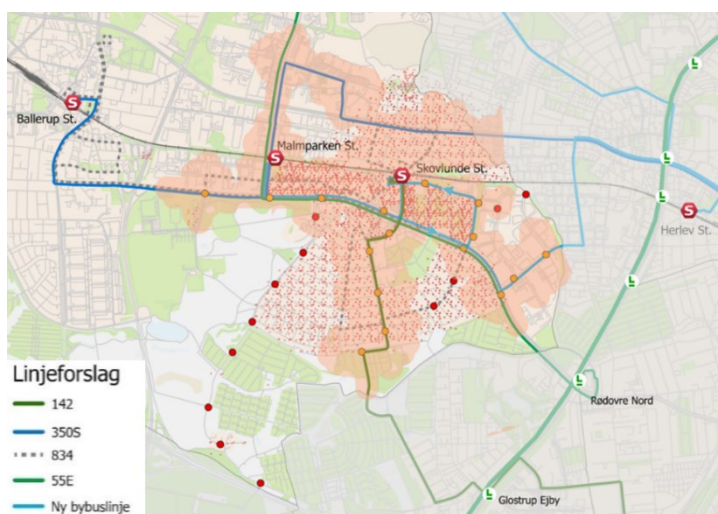 S
Ballerup St.
S
Malmparken St.
S
Skovlunde St.
L
L
L
S
Herlev St.
L
L
Rødovre Nord
L
Glostrup Ejby
Linjeforslag
142
350S
834
55E
Ny bybuslinje